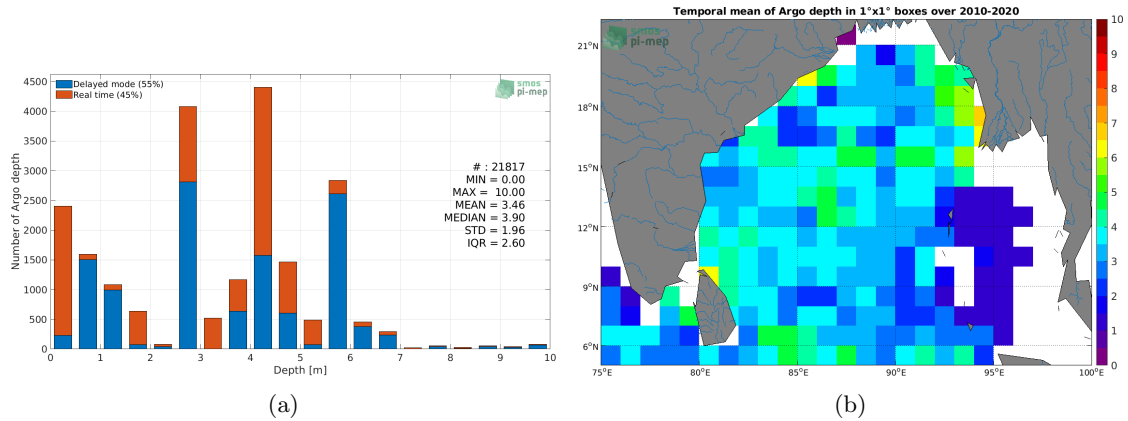 Temporal mean of Argo depth in 1°x1° boxes over 2010-2020
smos
pi-mep
Delayed mode (55%)
Real time (45%)
smos
pi-mep
# : 21817
MIN = 0.00
MAX = 10.00
MEAN = 3.46
MEDIAN = 3.90
STD = 1.96
IQR = 2.60
Number of Argo depth
4500
4000
3500
3000
2500
2000
1500
1000
500
0
0 1 2 3 4 5 6 7 8 9 10
Depth [m]
(a)
21°N
18°N
15°N
12°N
9°N
6°N
75°E 80°E 85°E 90°E 95°E 100°E
10
9
8
7
6
5
4
3
2
1
0
(b)